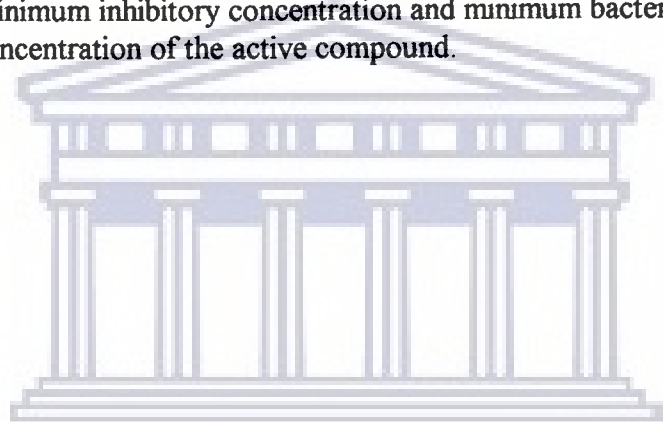 inimum inhibitory concentration and minimum bacter
ncentration of the active compound.